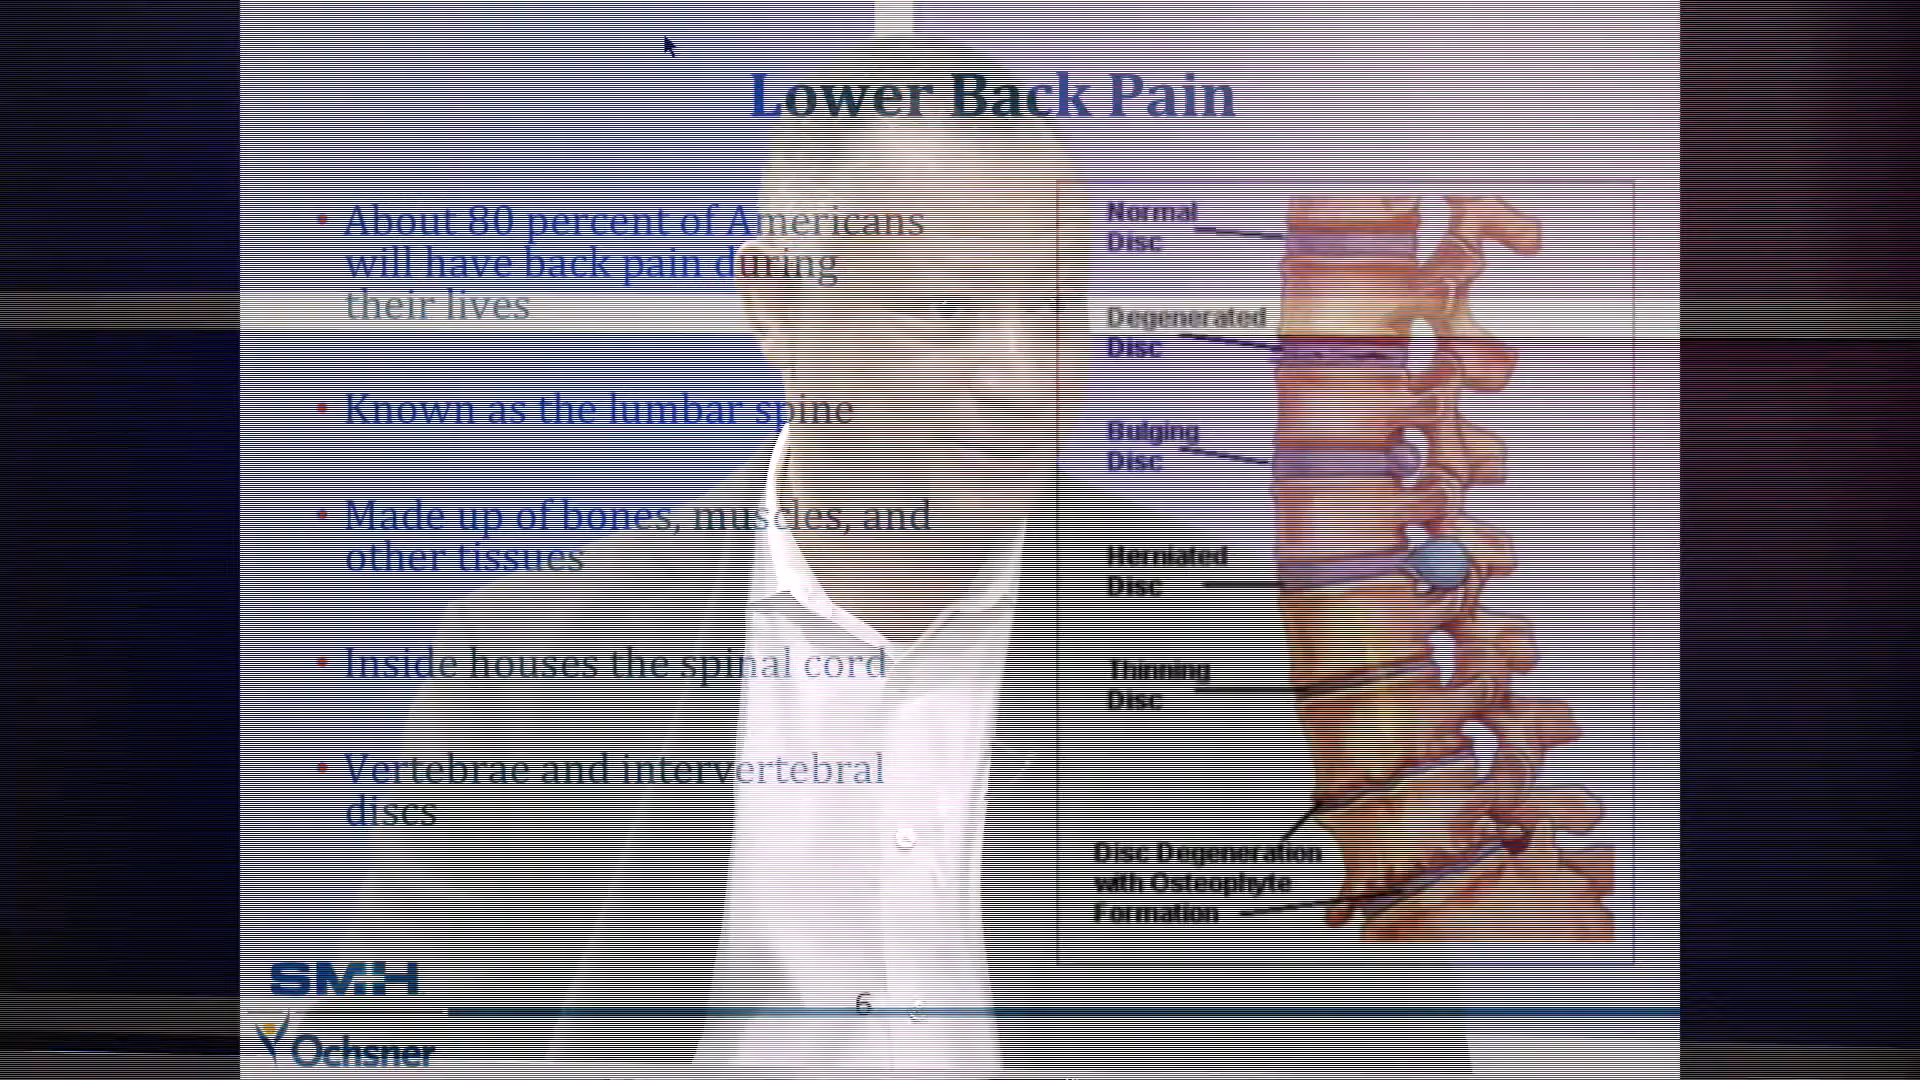 Lower Back Pain
• About 80 percent of Americans
will have back pain during
their lives
• Known as the lumbar spine
• Made up of bones, muscles, and
other tissues
• Inside houses the spinal cord
• Vertebrae and intervertebral
discs
Normal
Disc
Degenerated
Disc
Bulging
Disc
Herniated
Disc
Thinning
Disc
Disc Degeneration
with Osteophyte
Formation
SMH
Ochsner
6